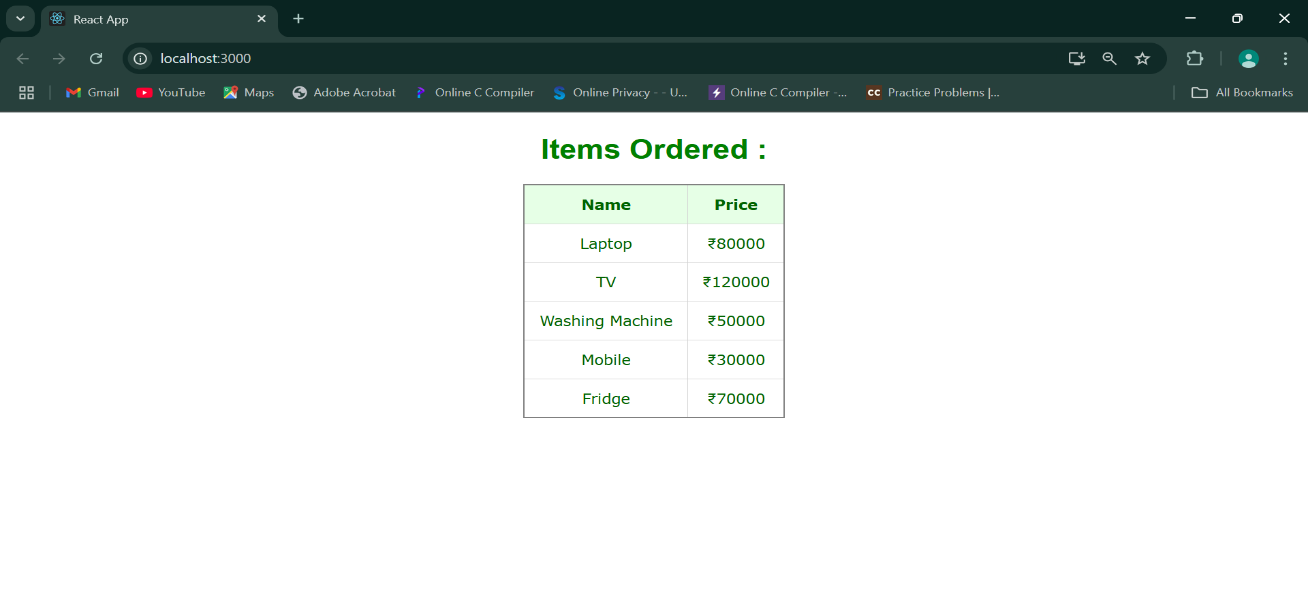 React App
localhost:3000
Gmail YouTube Maps Adobe Acrobat Online C Compiler Online Privacy - - U... Online C Compiler -... CC Practice Problems |... All Bookmarks
Items Ordered :
Name Price
Laptop ₹80000
TV ₹120000
Washing Machine ₹50000
Mobile ₹30000
Fridge ₹70000